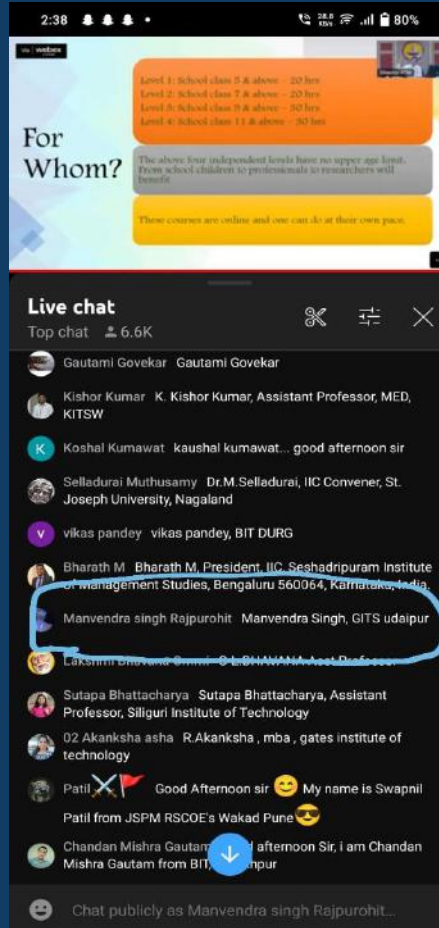 2:38
80%
webex
For
Whom?
Level 1: School class 5 & above – 20 hrs
Level 2: School class 7 & above – 20 hrs
Level 3: School class 9 & above – 50 hrs
Level 4: School class 11 & above – 50 hrs
The above four independent levels have no upper age limit.
From school children to professionals to researchers will
benefit
These courses are online and one can do at their own pace.
Live chat
Top chat 6.6K
Gautami Govekar Gautami Govekar
Kishor Kumar K. Kishor Kumar, Assistant Professor, MED,
KITSW
K Koshal Kumawat kaushal kumawat... good afternoon sir
Selladurai Muthusamy Dr.M.Selladurai, IIC Convener, St.
Joseph University, Nagaland
V vikas pandey vikas pandey, BIT DURG
Bharath M Bharath M, President, IIC, Seshadripuram Institute
of Management Studies, Bengaluru 560064, Karnataka, India.
Manvendra singh Rajpurohit Manvendra Singh, GITS udaipur
Sutapa Bhattacharya Sutapa Bhattacharya, Assistant
Professor, Siliguri Institute of Technology
02 Akanksha asha R.Akanksha , mba , gates institute of
technology
Patil⚔️🚩 Good Afternoon sir 😊 My name is Swapnil
Patil from JSPM RSCOE's Wakad Pune😎
Chandan Mishra Gautam afternoon Sir, i am Chandan
Mishra Gautam from BIT,
Chat publicly as Manvendra singh Rajpurohit...